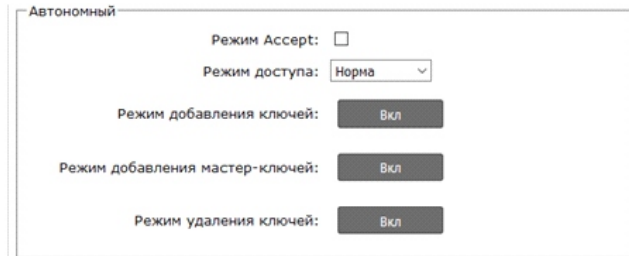 Автономный
Режим Accept:
Режим доступа: Норма
Режим добавления ключей: Вкл
Режим добавления мастер-ключей: Вкл
Режим удаления ключей: Вкл